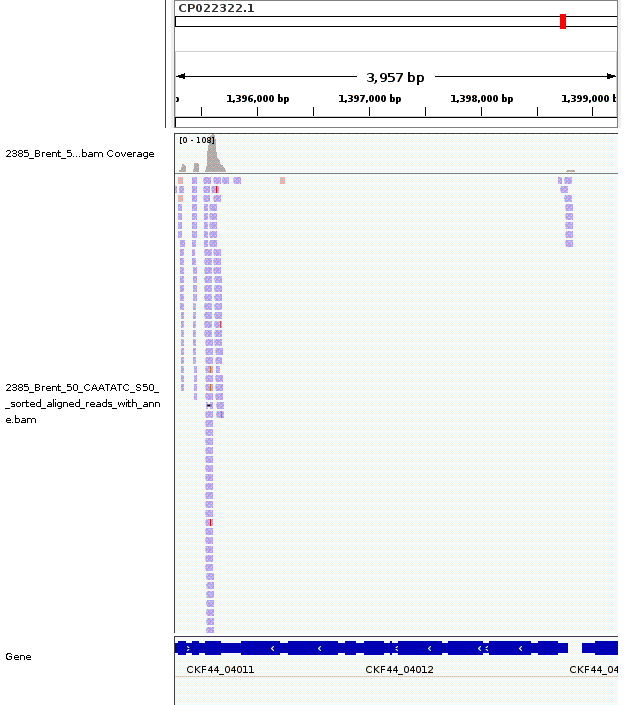 CP022322.1
3,957 bp
1,396,000 bp 1,397,000 bp 1,398,000 bp 1,399,000 b
[0 - 108]
2385_Brent_5...bam Coverage
2385_Brent_50_CAATATC_S50_
_sorted_aligned_reads_with_ann
e.bam
Gene
CKF44_04011 CKF44_04012 CKF44_04